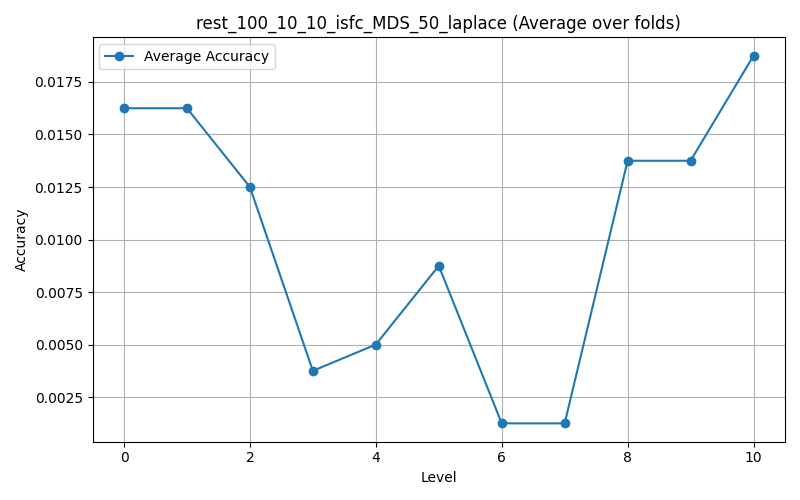 rest_100_10_10_isfc_MDS_50_laplace (Average over folds)
Average Accuracy
0.0175
0.0150
0.0125
0.0100
0.0075
0.0050
0.0025
Accuracy
0 2 4 6 8 10
Level